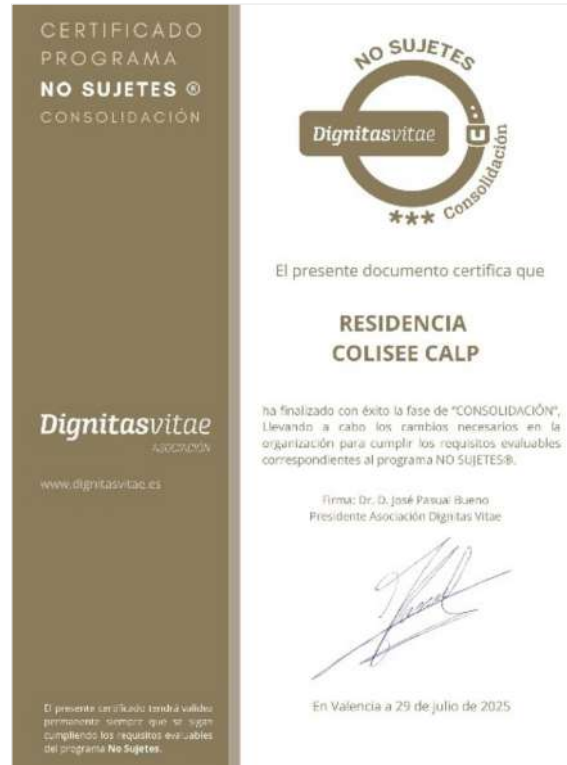 CERTIFICADO
PROGRAMA
NO SUJETES ®
CONSOLIDACIÓN
Dignitasvitae
ASOCIACIÓN
www.dignitasvitae.es
El presente certificado tendrá validez
permanente siempre que se sigan
cumpliendo los requisitos evaluables
del programa No Sujetes.
NO SUJETES
Dignitasvitae
*** Consolidación
El presente documento certifica que
RESIDENCIA
COLISEE CALP
ha finalizado con éxito la fase de "CONSOLIDACIÓN",
Llevando a cabo los cambios necesarios en la
organización para cumplir los requisitos evaluables
correspondientes al programa NO SUJETES®.
Firma: Dr. D. José Pascual Bueno
Presidente Asociación Dignitas Vitae
En Valencia a 29 de julio de 2025